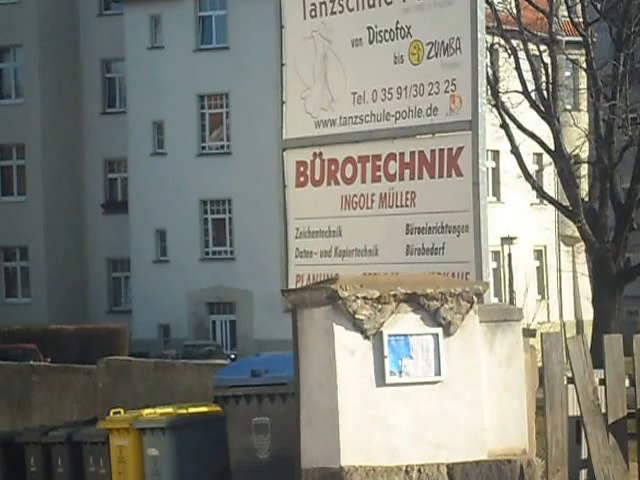 Tanzschule
von Discofox
bis ZUMBA
Tel. 0 35 91/30 23 25
www.tanzschule-pohle.de
BÜROTECHNIK
INGOLF MÜLLER
Zeichentechnik Büroeinrichtungen
Daten- und Kopiertechnik Bürobedarf